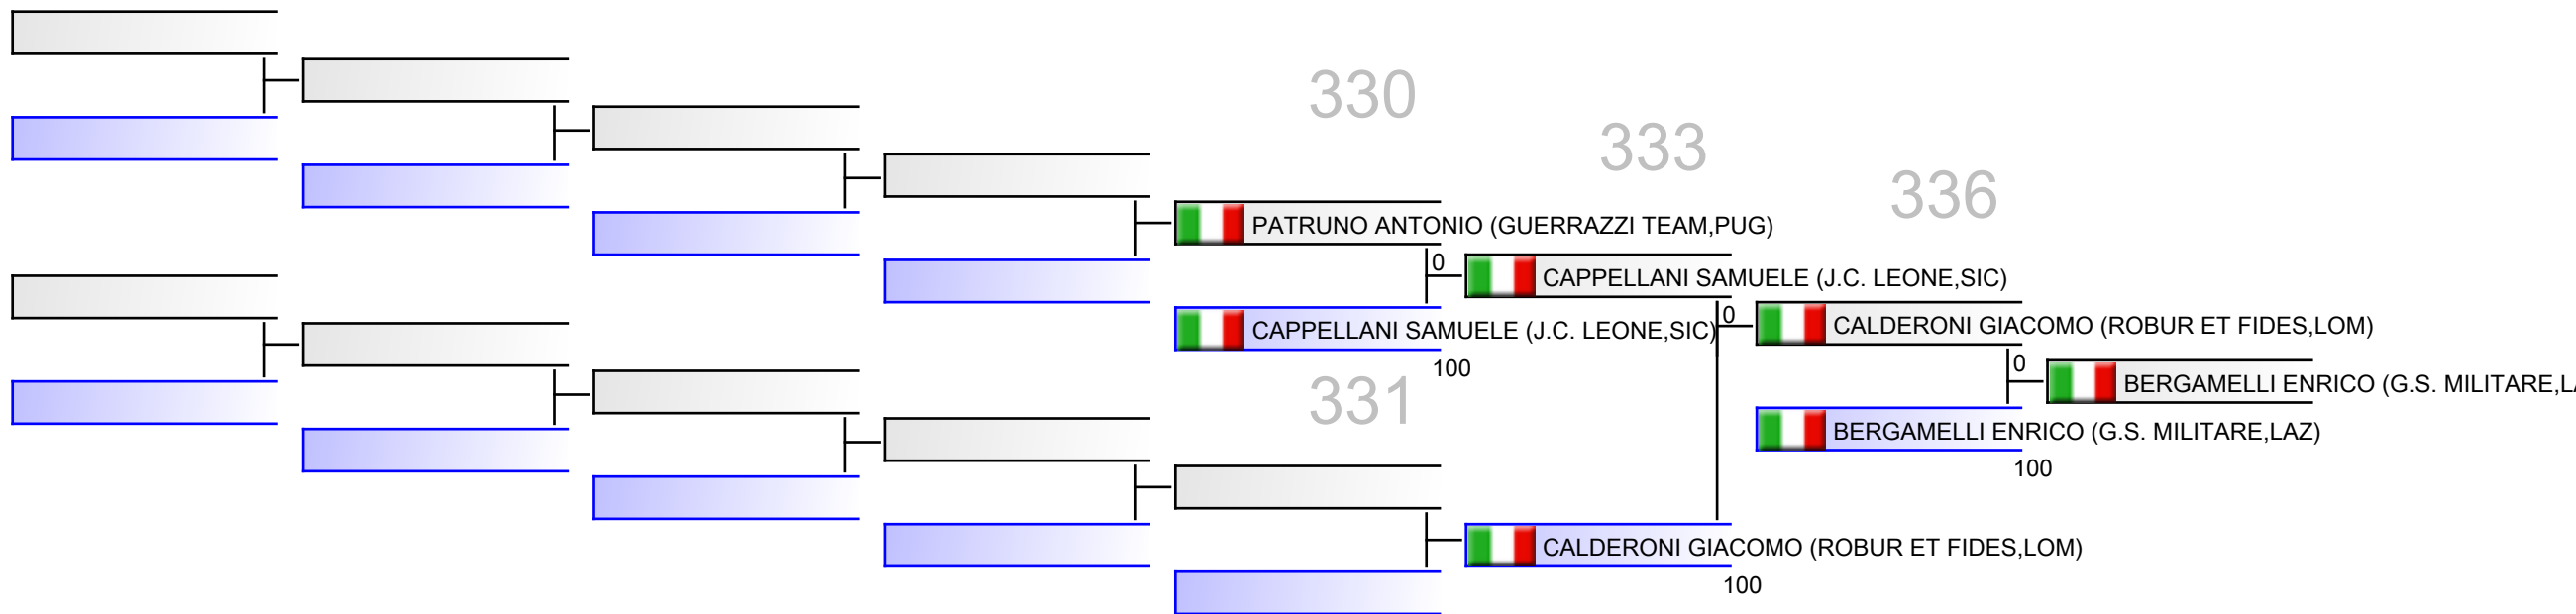 330
333
336
PATRUNO ANTONIO (GUERRAZZI TEAM,PUG)
0
CAPPELLANI SAMUELE (J.C. LEONE,SIC)
CAPPELLANI SAMUELE (J.C. LEONE,SIC)
0
CALDERONI GIACOMO (ROBUR ET FIDES,LOM)
100
0
BERGAMELLI ENRICO (G.S. MILITARE,LA
331
BERGAMELLI ENRICO (G.S. MILITARE,LAZ)
100
CALDERONI GIACOMO (ROBUR ET FIDES,LOM)
100